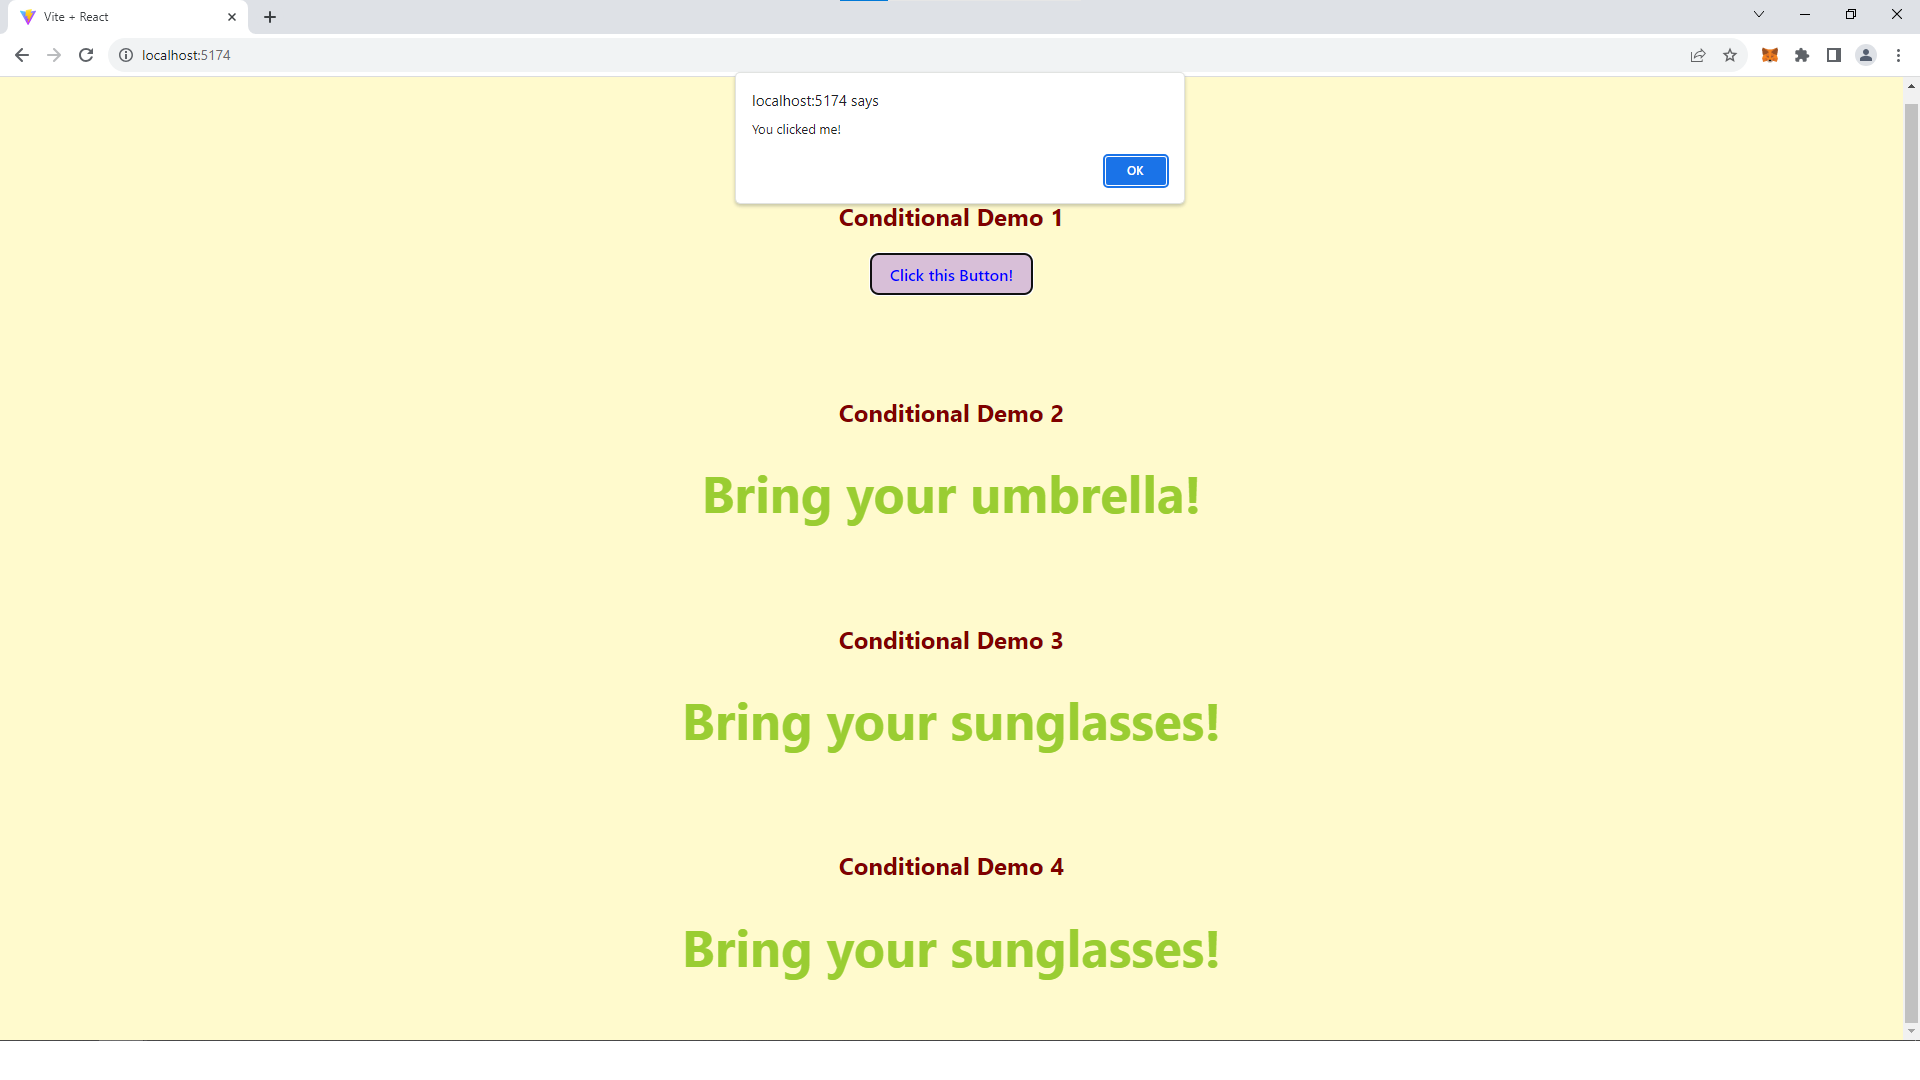 Vite + React
localhost:5174
localhost:5174 says
You clicked me!
OK
Conditional Demo 1
Click this Button!
Conditional Demo 2
Bring your umbrella!
Conditional Demo 3
Bring your sunglasses!
Conditional Demo 4
Bring your sunglasses!